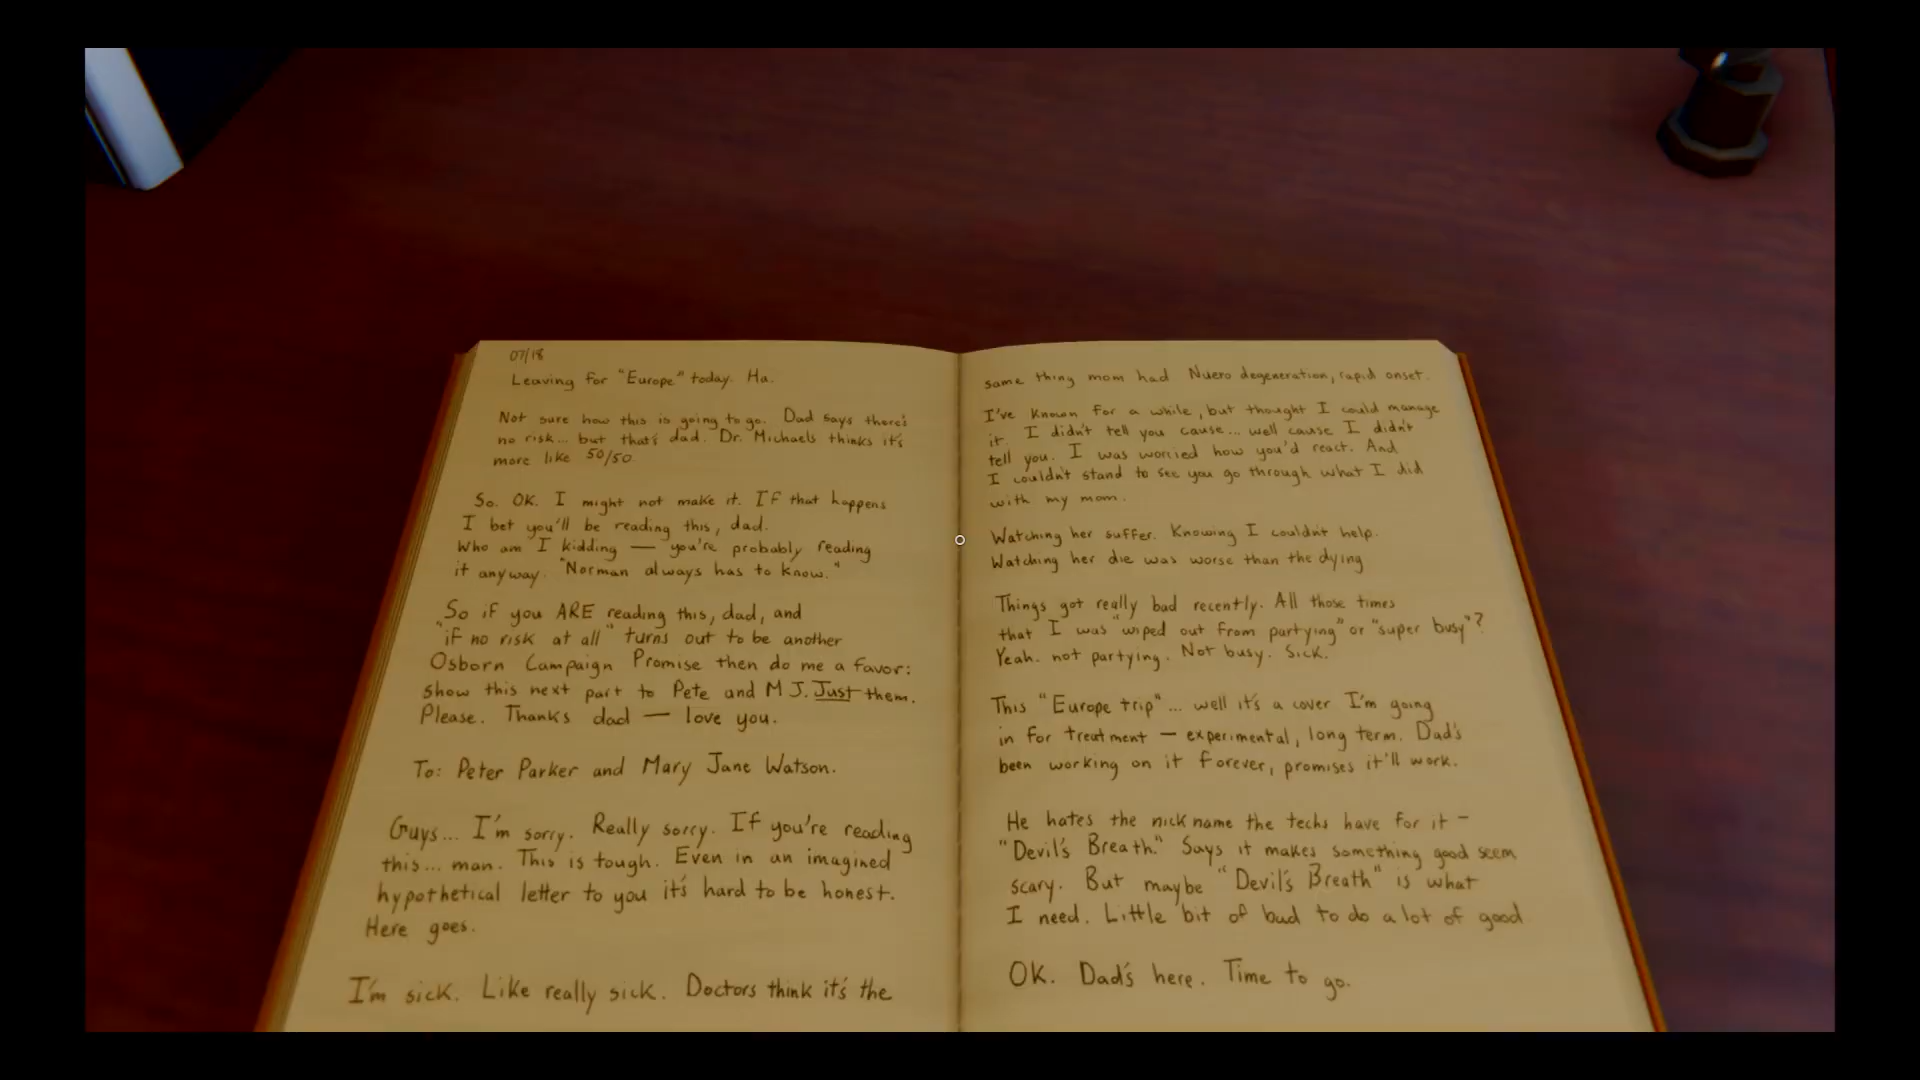 07/18
Leaving for "Europe" today. Ha.
Not sure how this is going to go. Dad says there's
no risk... but that's dad. Dr. Michaels thinks it's
more like 50/50
So. OK. I might not make it. If that happens
I bet you'll be reading this, dad.
Who am I kidding — you're probably reading
it anyway. "Norman always has to know."
So if you ARE reading this, dad, and
"if no risk at all" turns out to be another
Osborn Campaign Promise then do me a favor:
show this next part to Pete and MJ. Just them.
Please. Thanks dad — love you.
To: Peter Parker and Mary Jane Watson.
Guys... I'm sorry. Really sorry. If you're reading
this... man. This is tough. Even in an imagined
hypothetical letter to you it's hard to be honest.
Here goes.
I'm sick. Like really sick. Doctors think it's the
same thing mom had Nuero degeneration, rapid onset.
I've known for a while, but thought I could manage
it. I didn't tell you cause... well cause I didn't
tell you. I was worried how you'd react. And
I couldn't stand to see you go through what I did
with my mom.
Watching her suffer. Knowing I couldn't help.
Watching her die was worse than the dying
Things got really bad recently. All those times
that I was "wiped out from partying" or "super busy"?
Yeah. not partying. Not busy. Sick.
This "Europe trip"... well it's a cover I'm going
in for treatment — experimental, long term. Dad's
been working on it forever, promises it'll work.
He hates the nickname the techs have for it -
"Devil's Breath." Says it makes something good seem
scary. But maybe "Devil's Breath" is what
I need. Little bit of bad to do a lot of good
OK. Dad's here. Time to go.